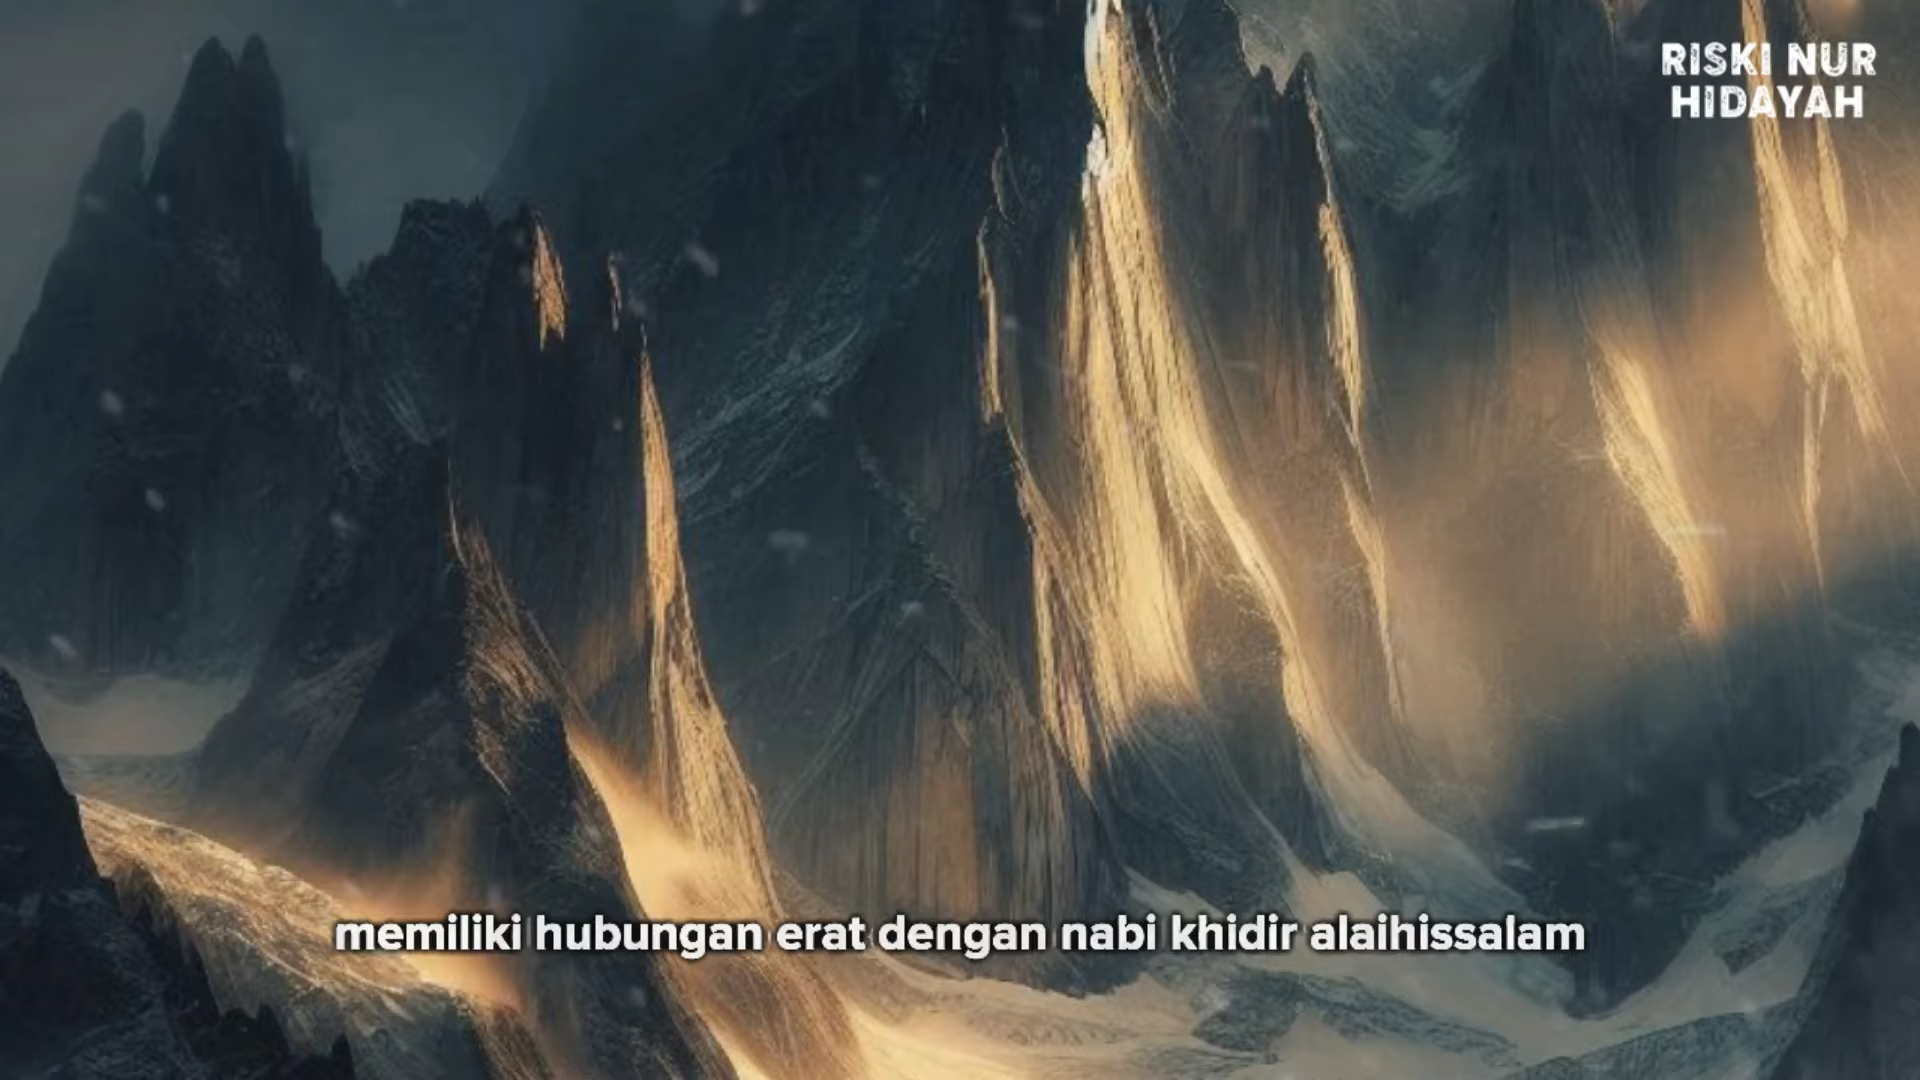 RISKI NUR
HIDAYAH
memiliki hubungan erat dengan nabi khidir alaihissalam